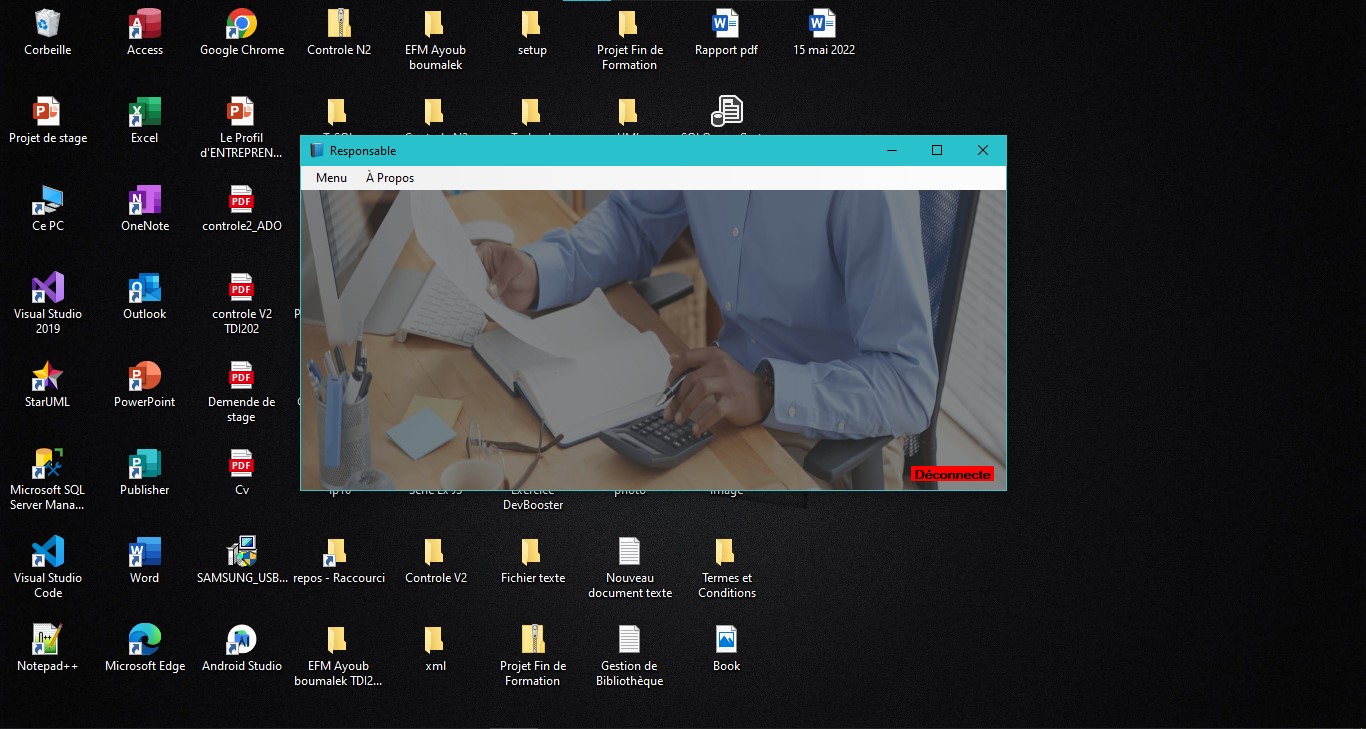 Corbeille
Access
Google Chrome
Controle N2
EFM Ayoub
boumalek
setup
Projet Fin de
Formation
Rapport pdf
15 mai 2022
Projet de stage
Excel
Le Profil
d'ENTREPREN...
Responsable
Menu
À Propos
Ce PC
OneNote
controle2_ADO
Visual Studio
2019
Outlook
controle V2
TDI202
StarUML
PowerPoint
Demende de
stage
Déconnecte
Microsoft SQL
Server Mana...
Publisher
Cv
Exercice
DevBooster
photo
image
Visual Studio
Code
Word
SAMSUNG_USB...
repos - Raccourci
Controle V2
Fichier texte
Nouveau
document texte
Termes et
Conditions
Notepad++
Microsoft Edge
Android Studio
EFM Ayoub
boumalek TDI2...
xml
Projet Fin de
Formation
Gestion de
Bibliothèque
Book